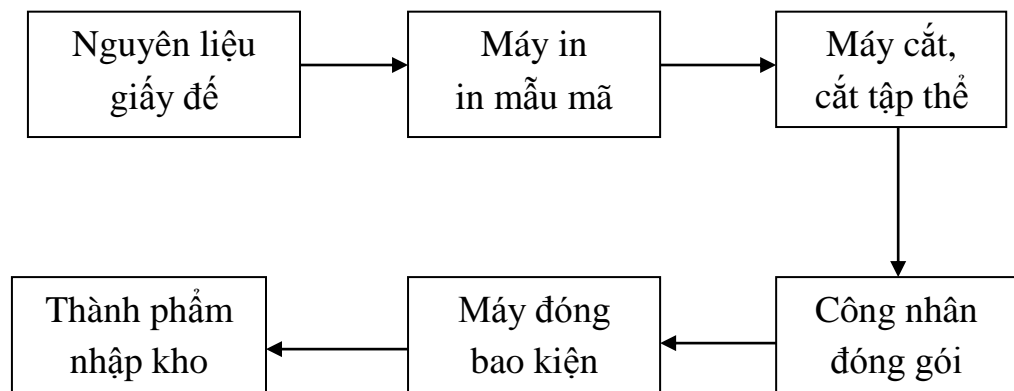 Nguyên liệu
giấy đế
Máy in
in mẫu mã
Máy cắt,
cắt tập thể
Công nhân
đóng gói
Máy đóng
bao kiện
Thành phẩm
nhập kho